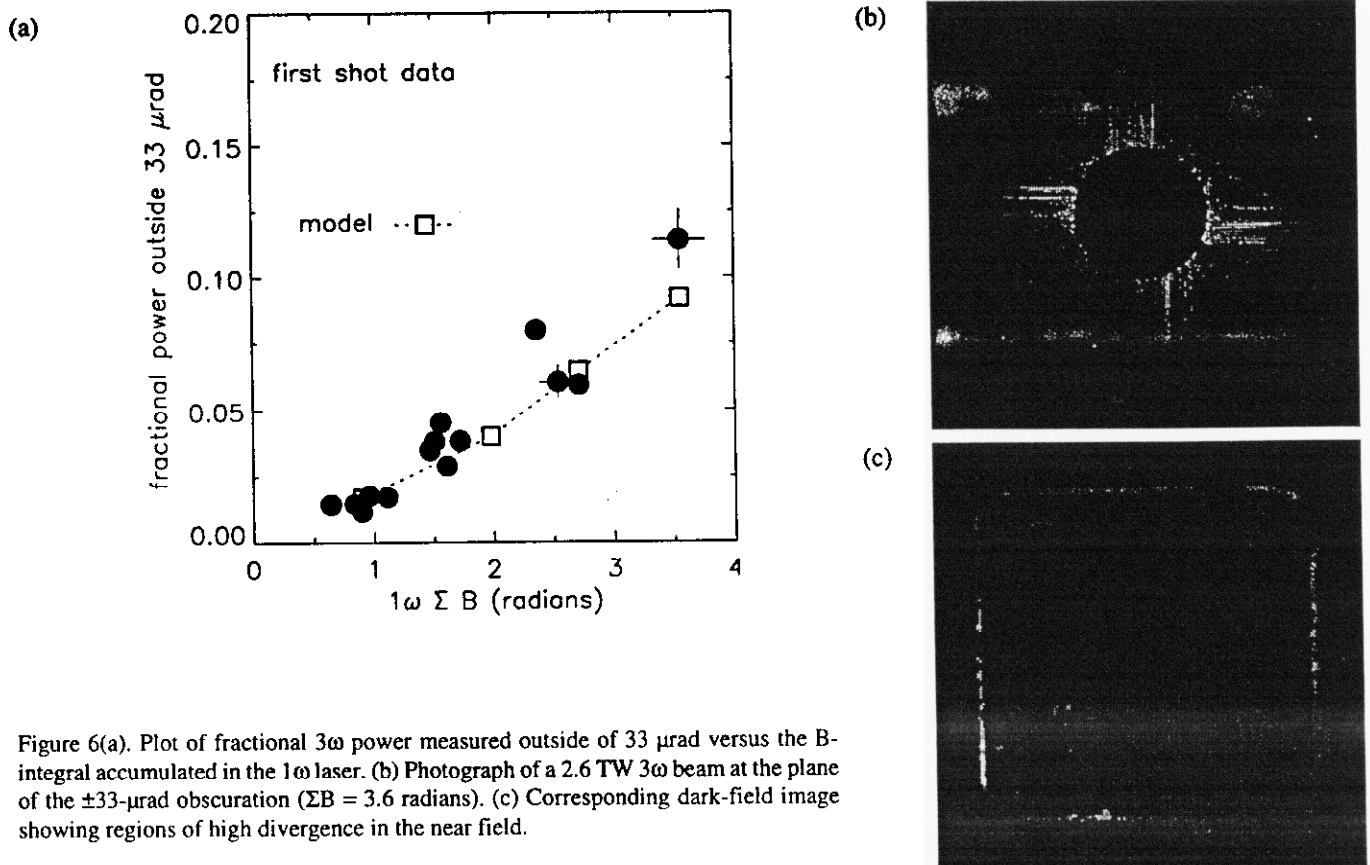 (a)
0.20
0.15
0.10
0.05
0.00
fractional power outside 33 μrad
first shot data
model
0 1 2 3 4
1ω Σ B (radians)
(b)
(c)
Figure 6(a). Plot of fractional 3ω power measured outside of 33 μrad versus the B-
integral accumulated in the 1ω laser. (b) Photograph of a 2.6 TW 3ω beam at the plane
of the ±33-μrad obscuration (ΣB = 3.6 radians). (c) Corresponding dark-field image
showing regions of high divergence in the near field.